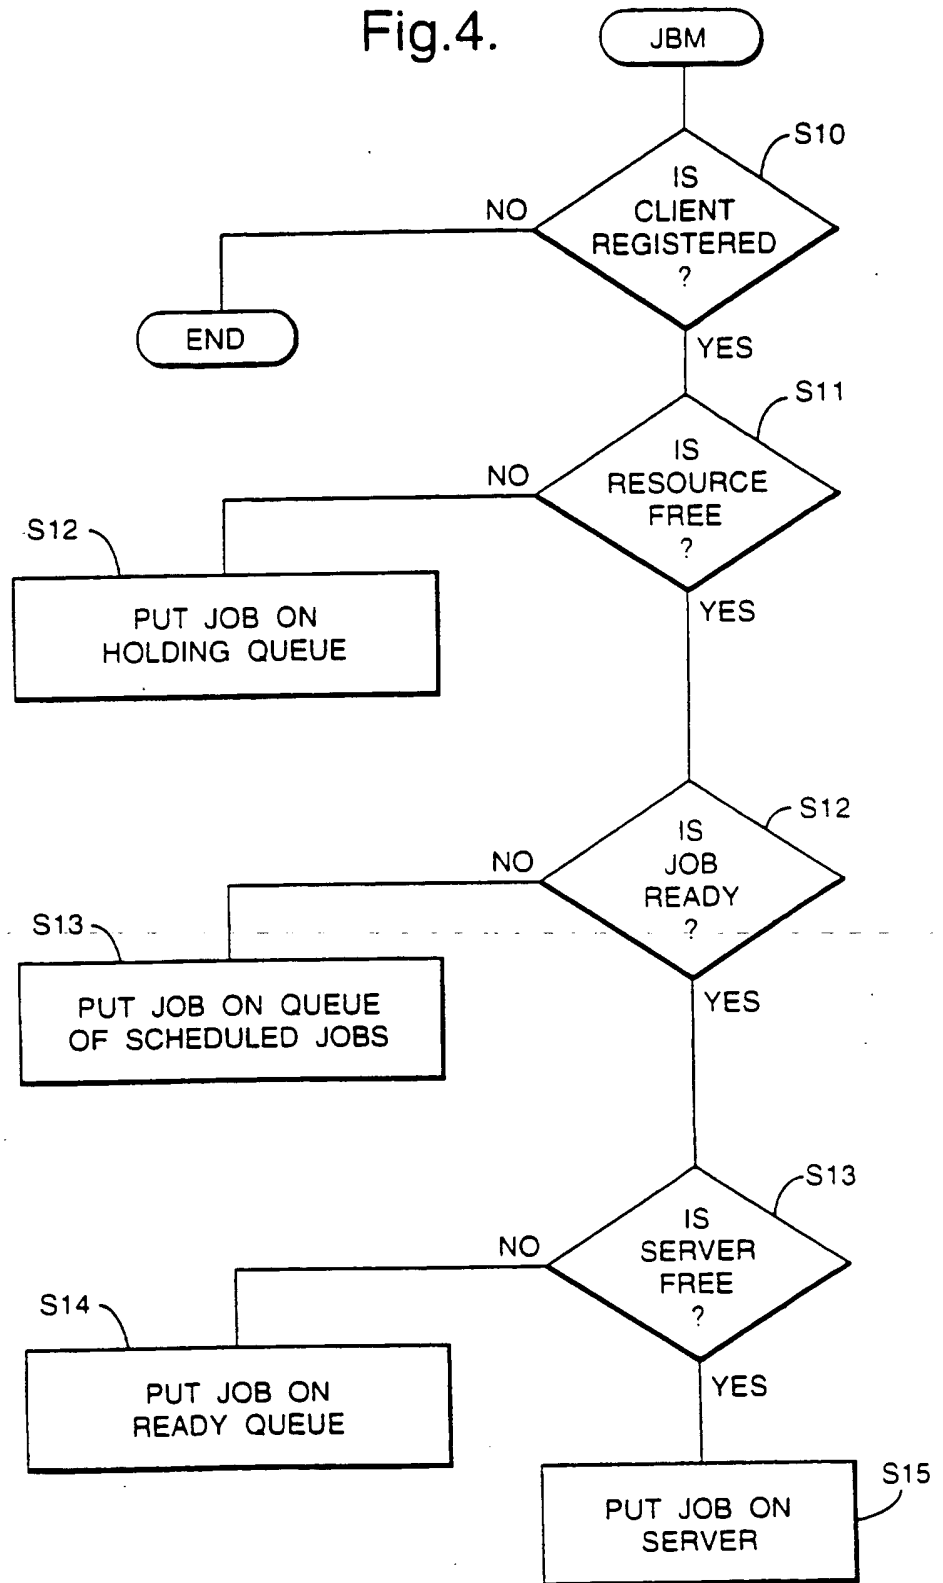 Fig.4.
JBM
S10
IS
CLIENT
REGISTERED
?
NO
END
YES
S11
IS
RESOURCE
FREE
?
NO
S12
PUT JOB ON
HOLDING QUEUE
YES
S12
IS
JOB
READY
?
NO
S13
PUT JOB ON QUEUE
OF SCHEDULED JOBS
YES
S13
IS
SERVER
FREE
?
NO
S14
PUT JOB ON
READY QUEUE
YES
S15
PUT JOB ON
SERVER